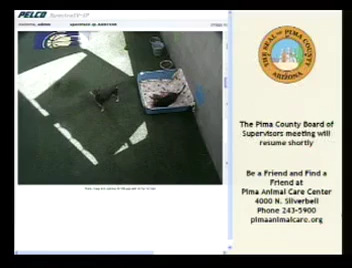 PELCO
THE SEAL OF PIMA COUNTY
ARIZONA
The Pima County Board of
Supervisors meeting will
resume shortly
Be a Friend and Find a
Friend at
Pima Animal Care Center
4000 N. Silverbell
Phone 243-5900
pimaanimalcare.org